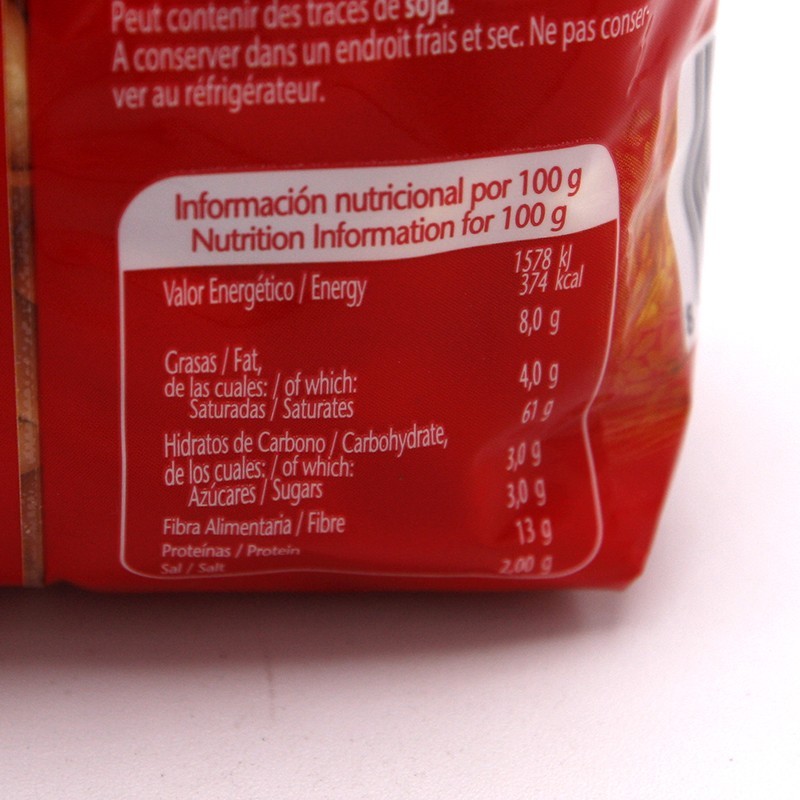 Peut contenir des traces de soja.
A conserver dans un endroit frais et sec. Ne pas conser-
ver au réfrigérateur.
Información nutricional por 100 g
Nutrition Information for 100 g
Valor Energético / Energy 1578 kJ
374 kcal
Grasas / Fat, 8,0 g
de las cuales: / of which:
Saturadas / Saturates 4,0 g
Hidratos de Carbono / Carbohydrate, 61 g
de los cuales: / of which:
Azúcares / Sugars 3,0 g
Fibra Alimentaria / Fibre 3,0 g
Proteínas / Protein 13 g
Sal / Salt 2,00 g